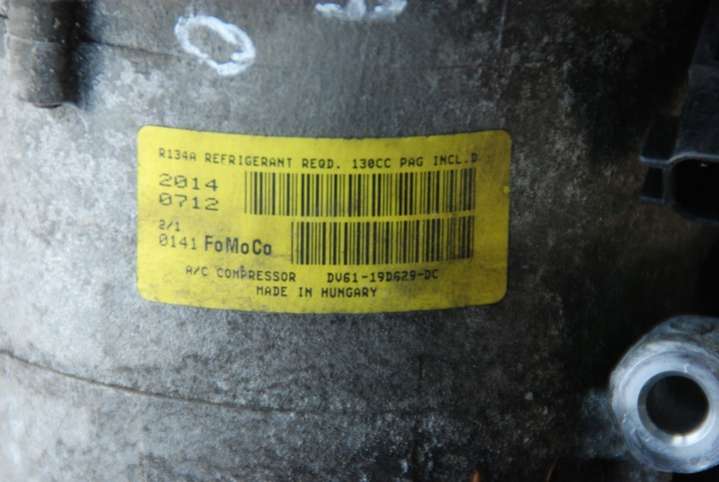 R134A REFRIGERANT REQD. 130CC PAG INCL.D
2014
0712
2/1
0141 FoMoCo
A/C COMPRESSOR DV61-19D629-DC
MADE IN HUNGARY